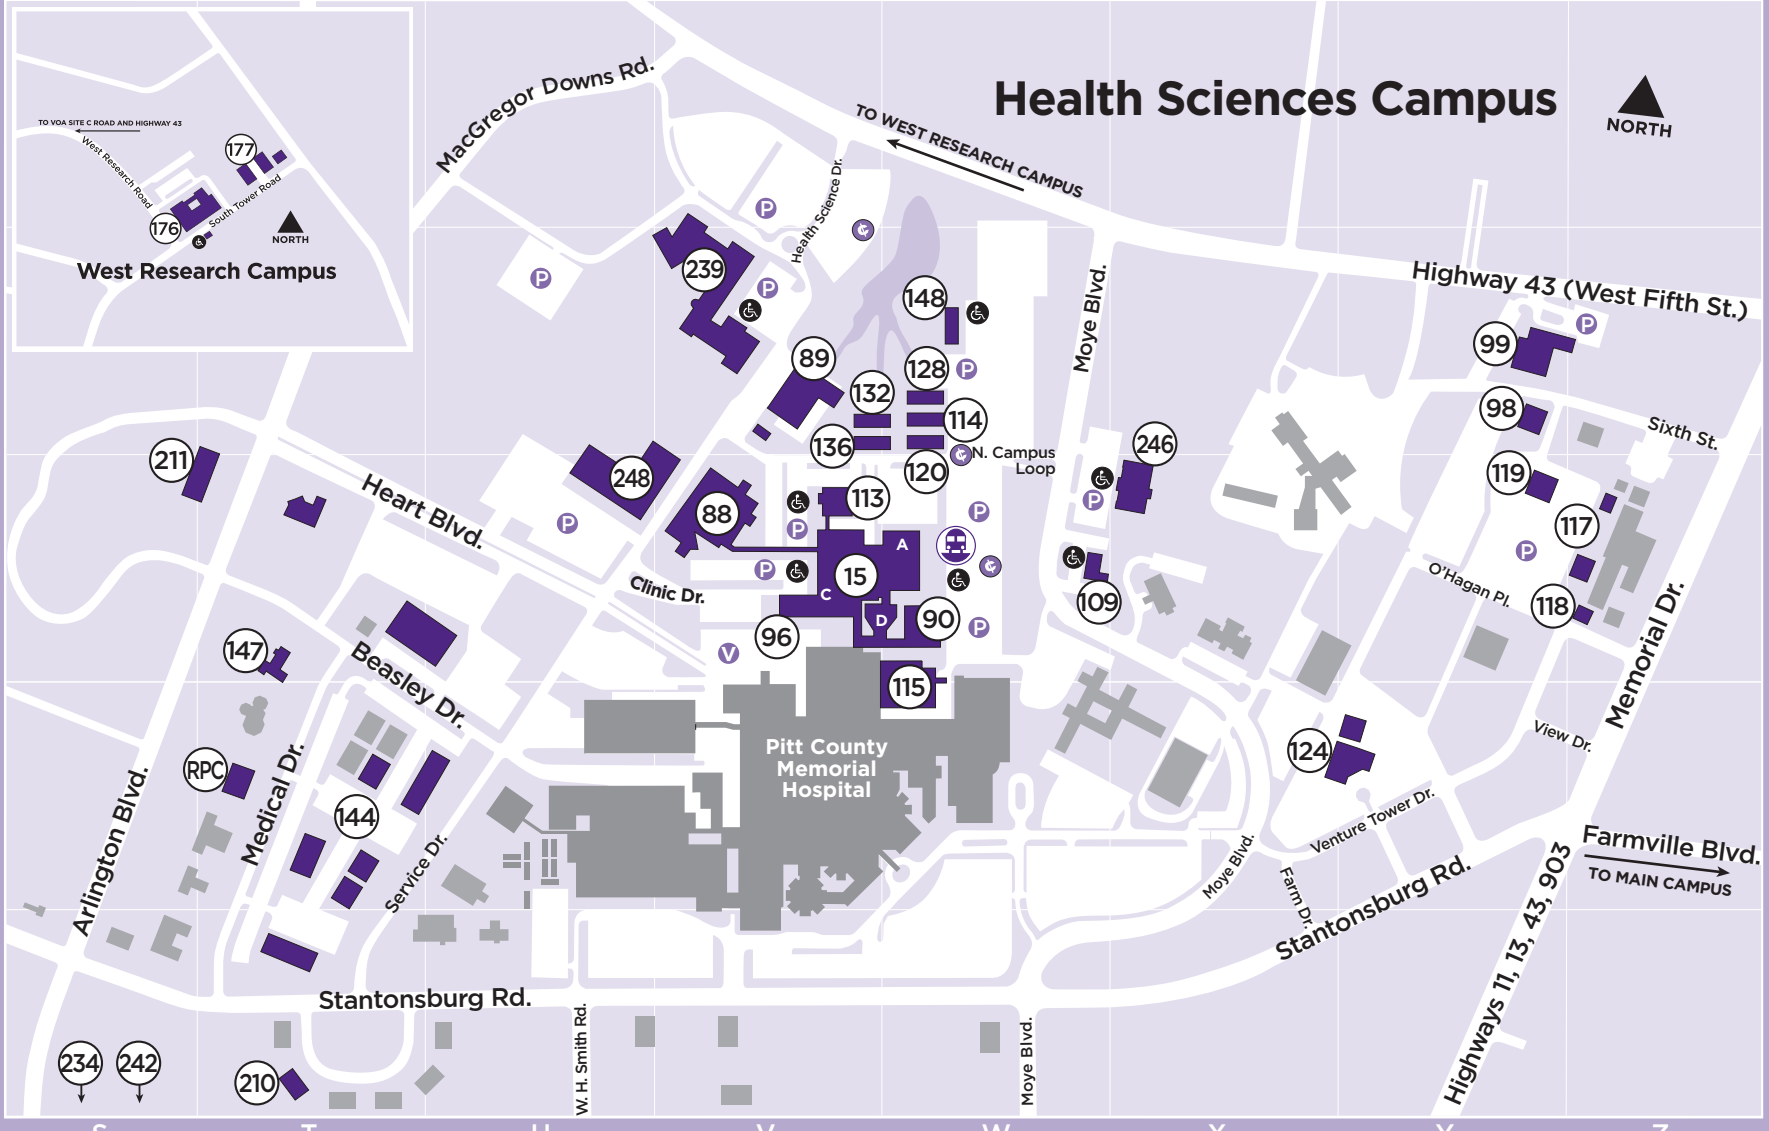 Health Sciences Campus
NORTH
TO VOA SITE C ROAD AND HIGHWAY 43
West Research Road
177
176
South Tower Road
NORTH
West Research Campus
MacGregor Downs Rd.
TO WEST RESEARCH CAMPUS
Health Science Dr.
P
P
P
239
148
Moye Blvd.
Highway 43 (West Fifth St.)
P
99
89
128
P
132
114
98
Sixth St.
136
120
N. Campus
Loop
246
211
248
Heart Blvd.
P
88
113
P
P
P
119
117
P
A
15
C
D
P
Clinic Dr.
109
O'Hagan Pl.
118
90
P
96
V
147
Beasley Dr.
115
Memorial Dr.
View Dr.
124
Pitt County
Memorial
Hospital
RPC
Medical Dr.
144
Service Dr.
Arlington Blvd.
Venture Tower Dr.
Moye Blvd.
Farm Dr.
Stantonsburg Rd.
Farmville Blvd.
TO MAIN CAMPUS
Highways 11, 13, 43, 903
Stantonsburg Rd.
W. H. Smith Rd.
Moye Blvd.
234
242
210